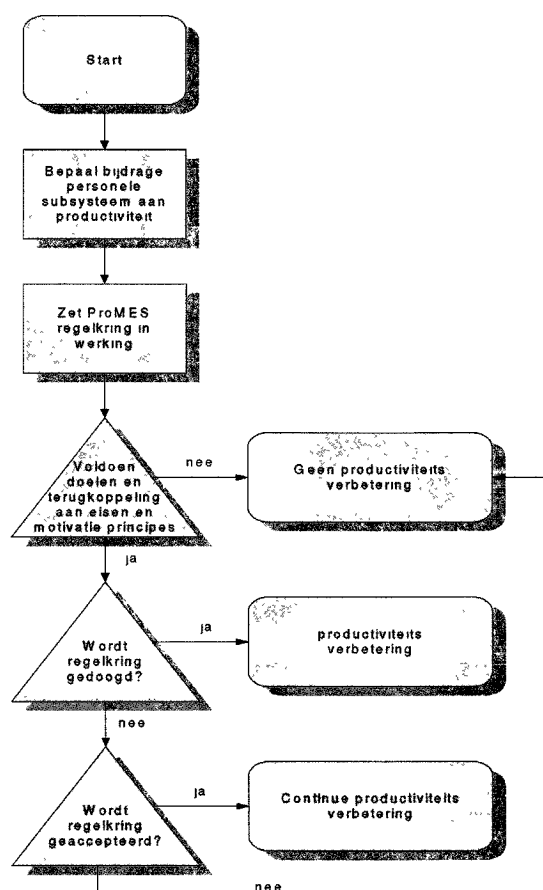 Start
Bepaal bijdrage
personele
subsysteem aan
productiviteit
Zet ProMES
regelkring in
werking
Voldoen
doelen en
terugkoppeling
aan eisen en
motivatie principes
nee
Geen productiviteits
verbetering
ja
Wordt
regelkring
gedoogd?
ja
productiviteits
verbetering
nee
Wordt
regelkring
geaccepteerd?
ja
Continue productiviteits
verbetering
nee